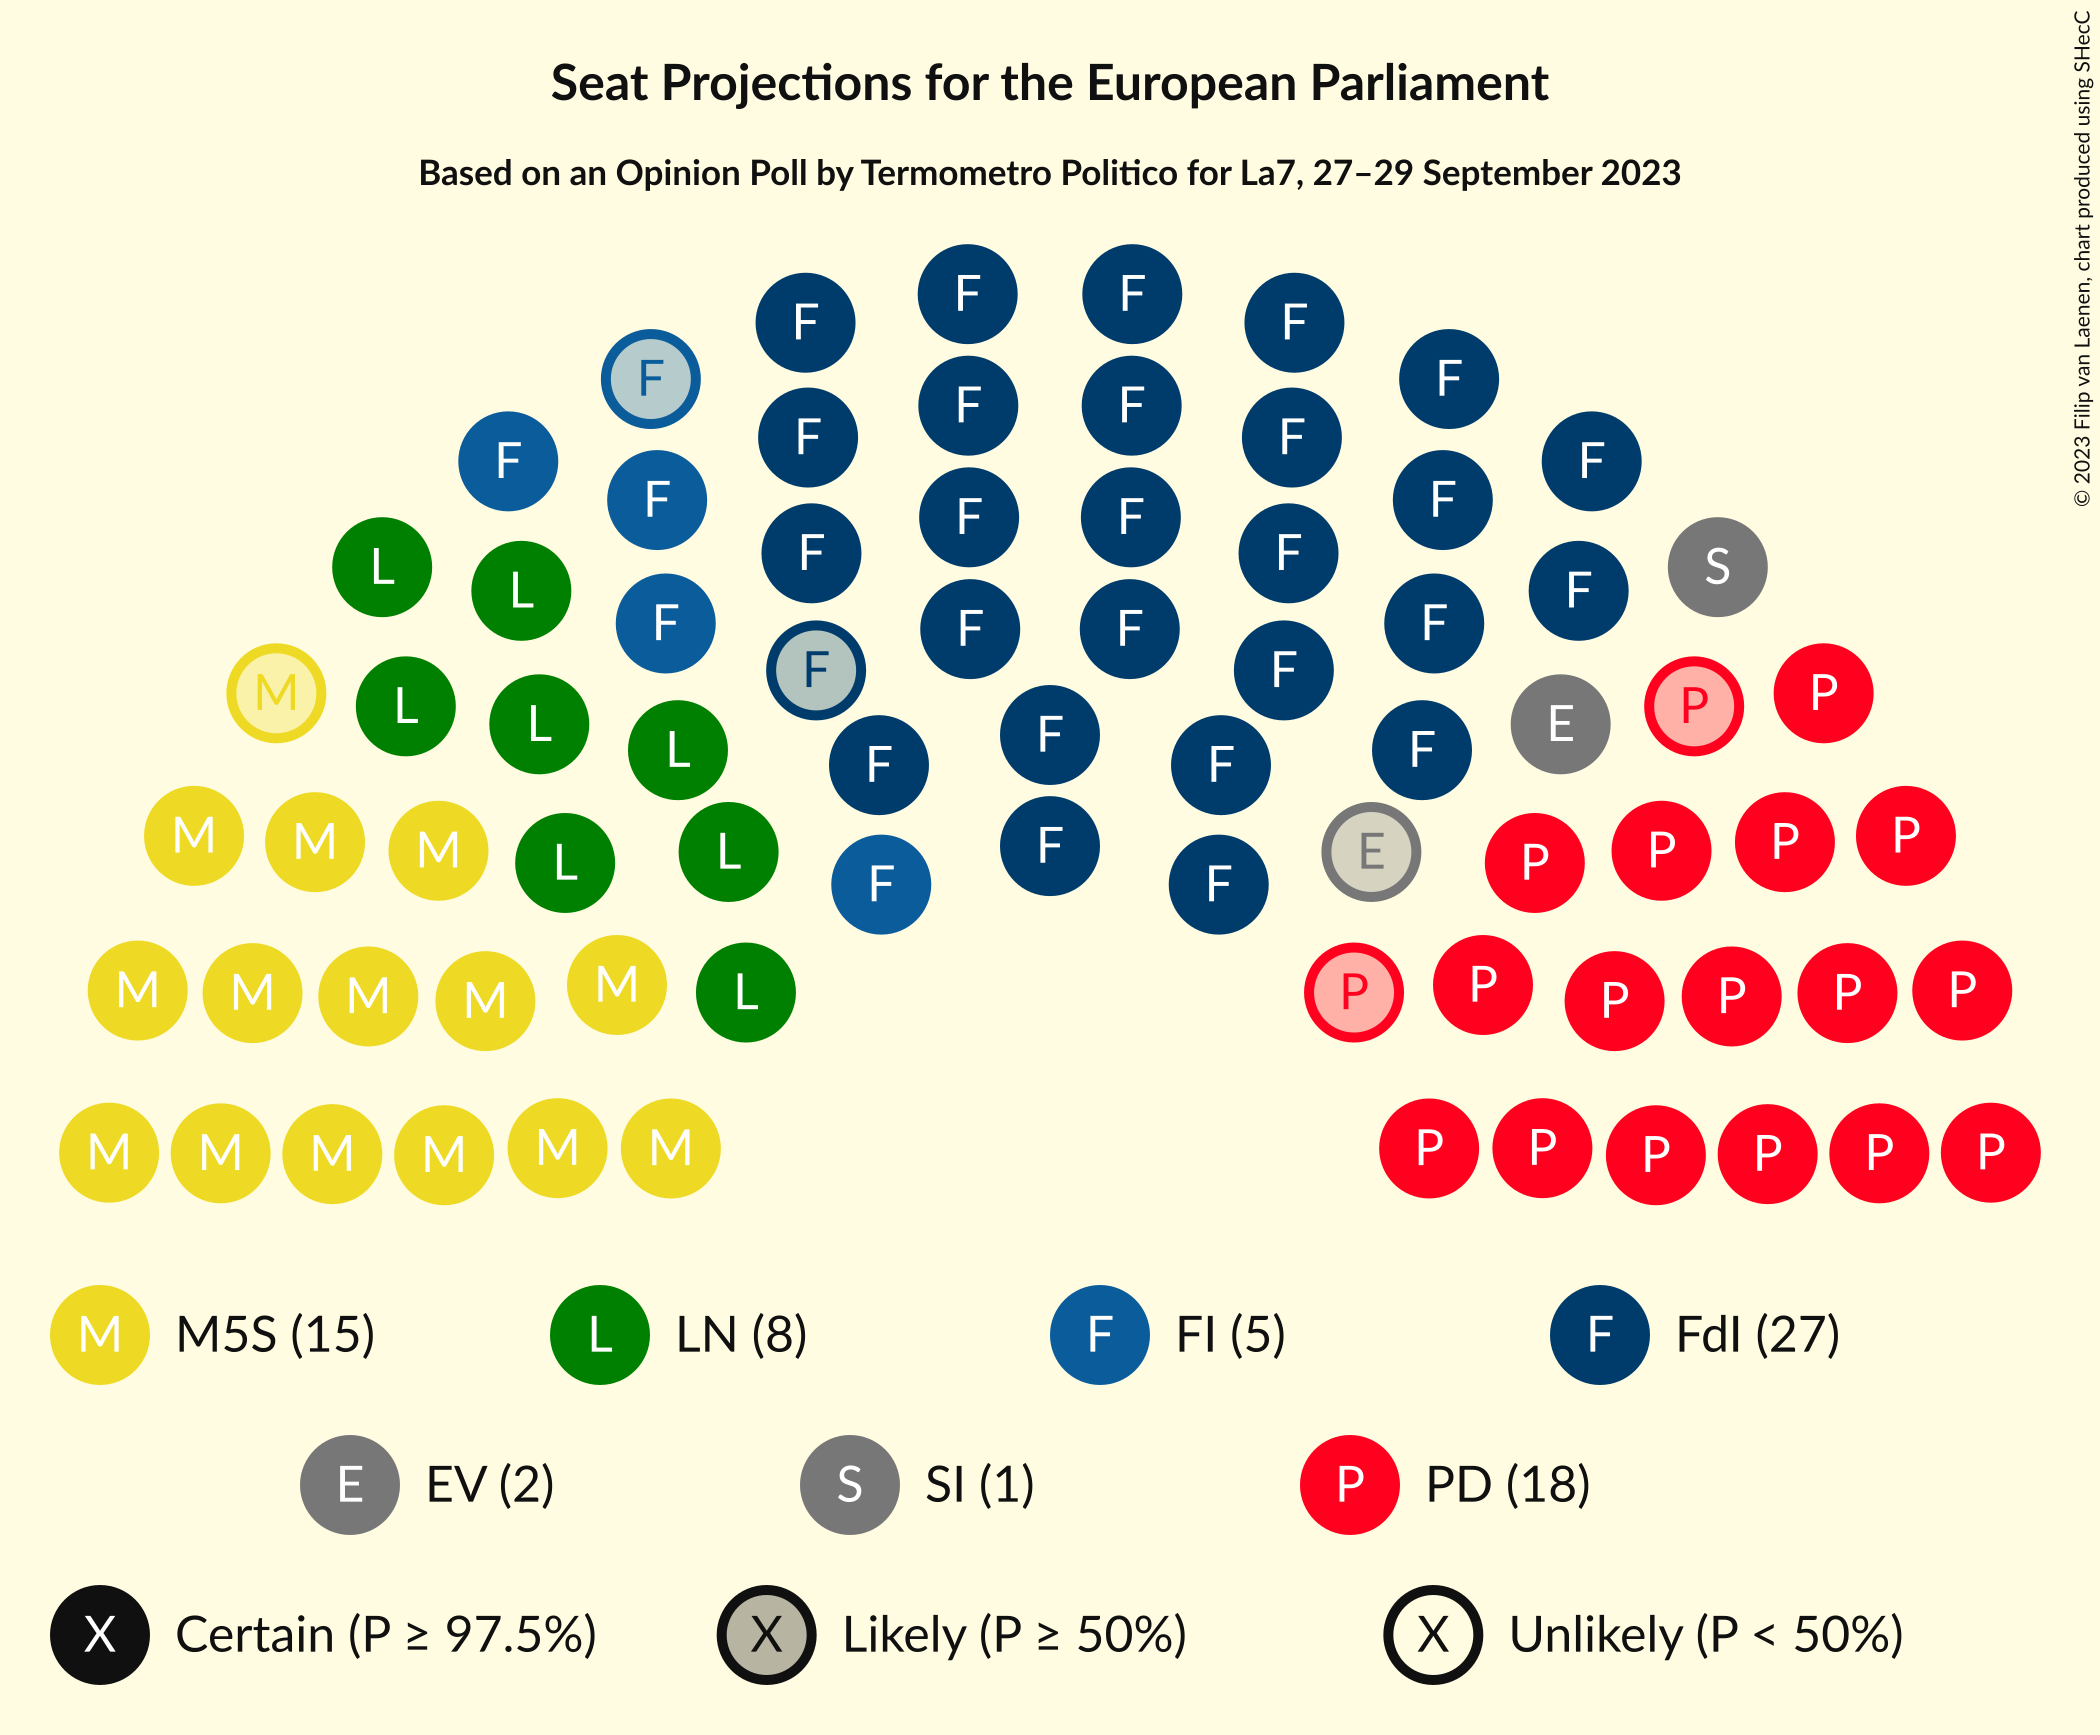 Seat Projections for the European Parliament
Based on an Opinion Poll by Termometro Politico for La7, 27–29 September 2023
© 2023 Filip van Laenen, chart produced using SHecC
F F
F F
F F F
F F F
F F
F F F F
F F F F
L L F S
F F
F F F F
M L L L F F F F E P P
F F F
M M M L L F F F E P P P P
M M M M M L P P P P P P
M M M M M M P P P P P P
M M5S (15) L LN (8) F FI (5) F FdI (27)
E EV (2) S SI (1) P PD (18)
X Certain (P ≥ 97.5%) X Likely (P ≥ 50%) X Unlikely (P < 50%)